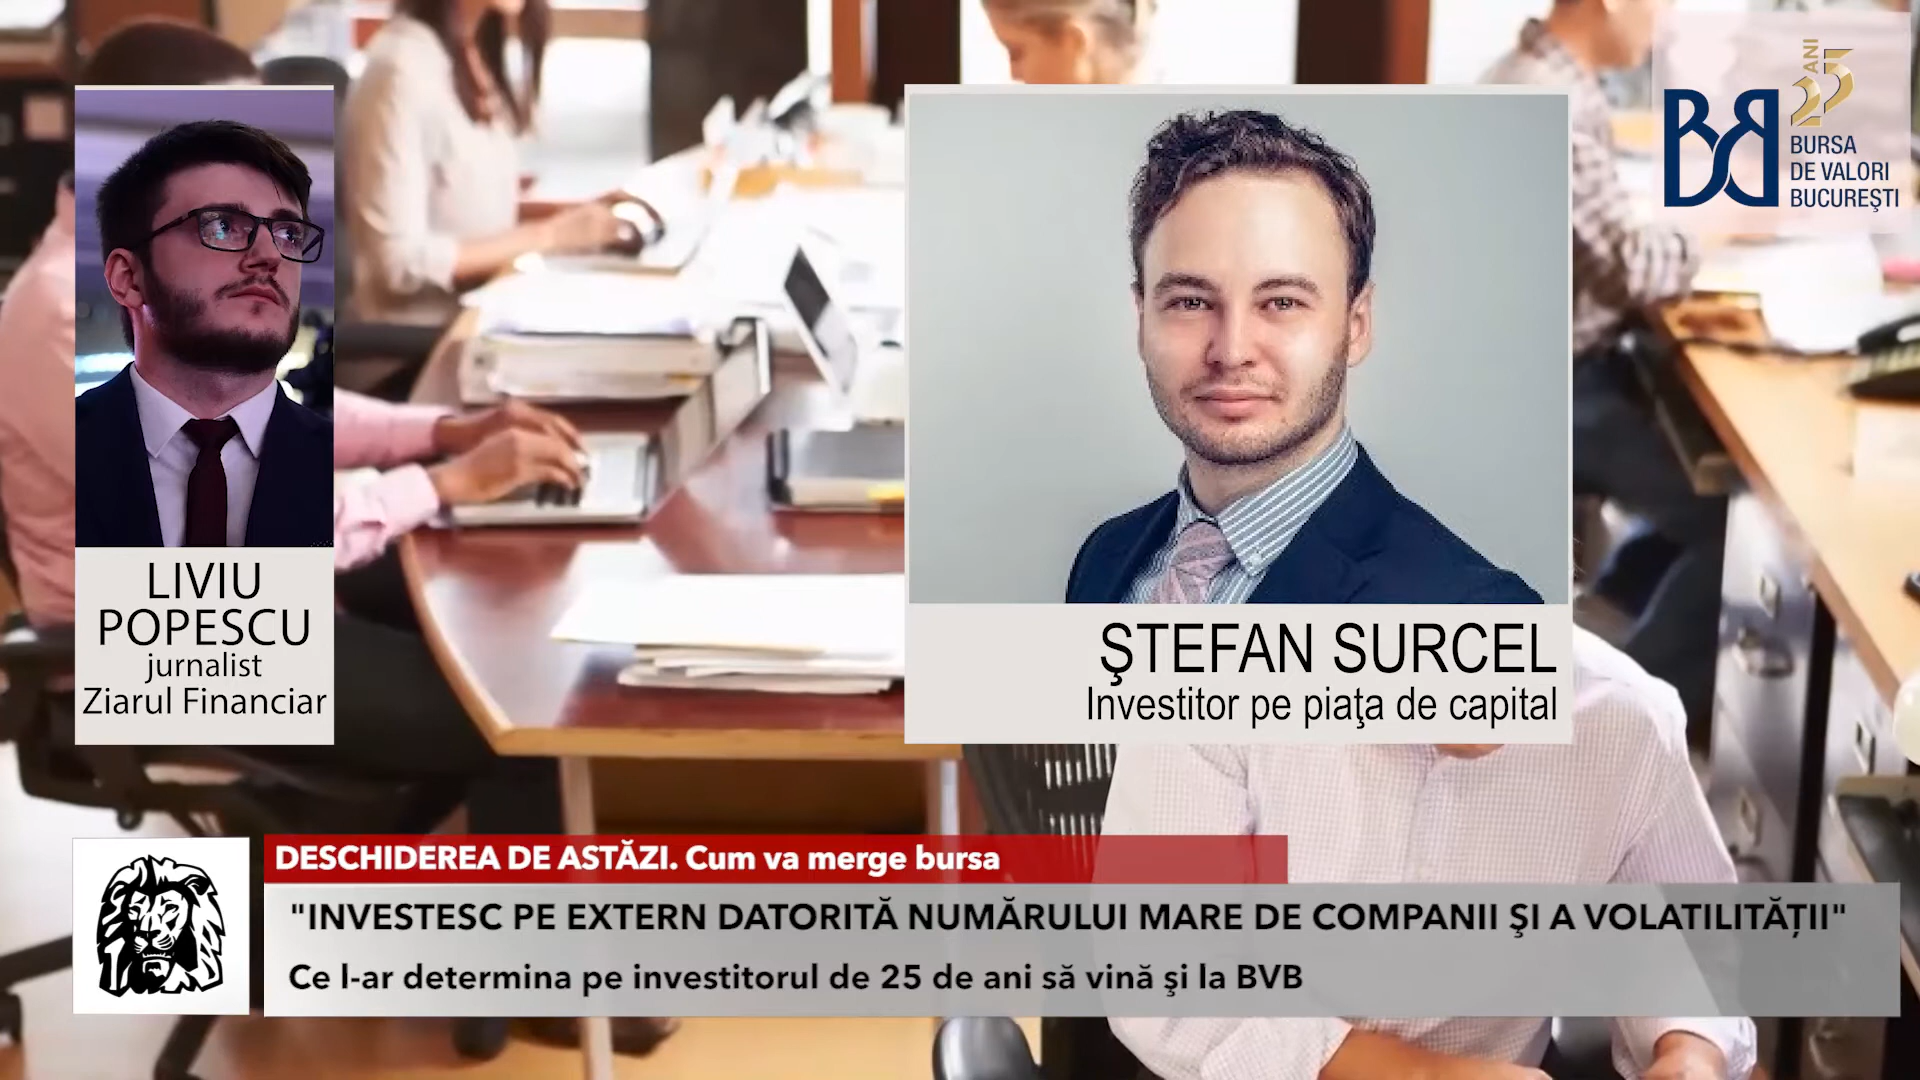 LIVIU
POPESCU
jurnalist
Ziarul Financiar
ŞTEFAN SURCEL
Investitor pe piaţa de capital
25 ANI
BVB
BURSA
DE VALORI
BUCUREŞTI
DESCHIDEREA DE ASTĂZI. Cum va merge bursa
"INVESTESC PE EXTERN DATORITĂ NUMĂRULUI MARE DE COMPANII ŞI A VOLATILITĂȚII"
Ce l-ar determina pe investitorul de 25 de ani să vină şi la BVB